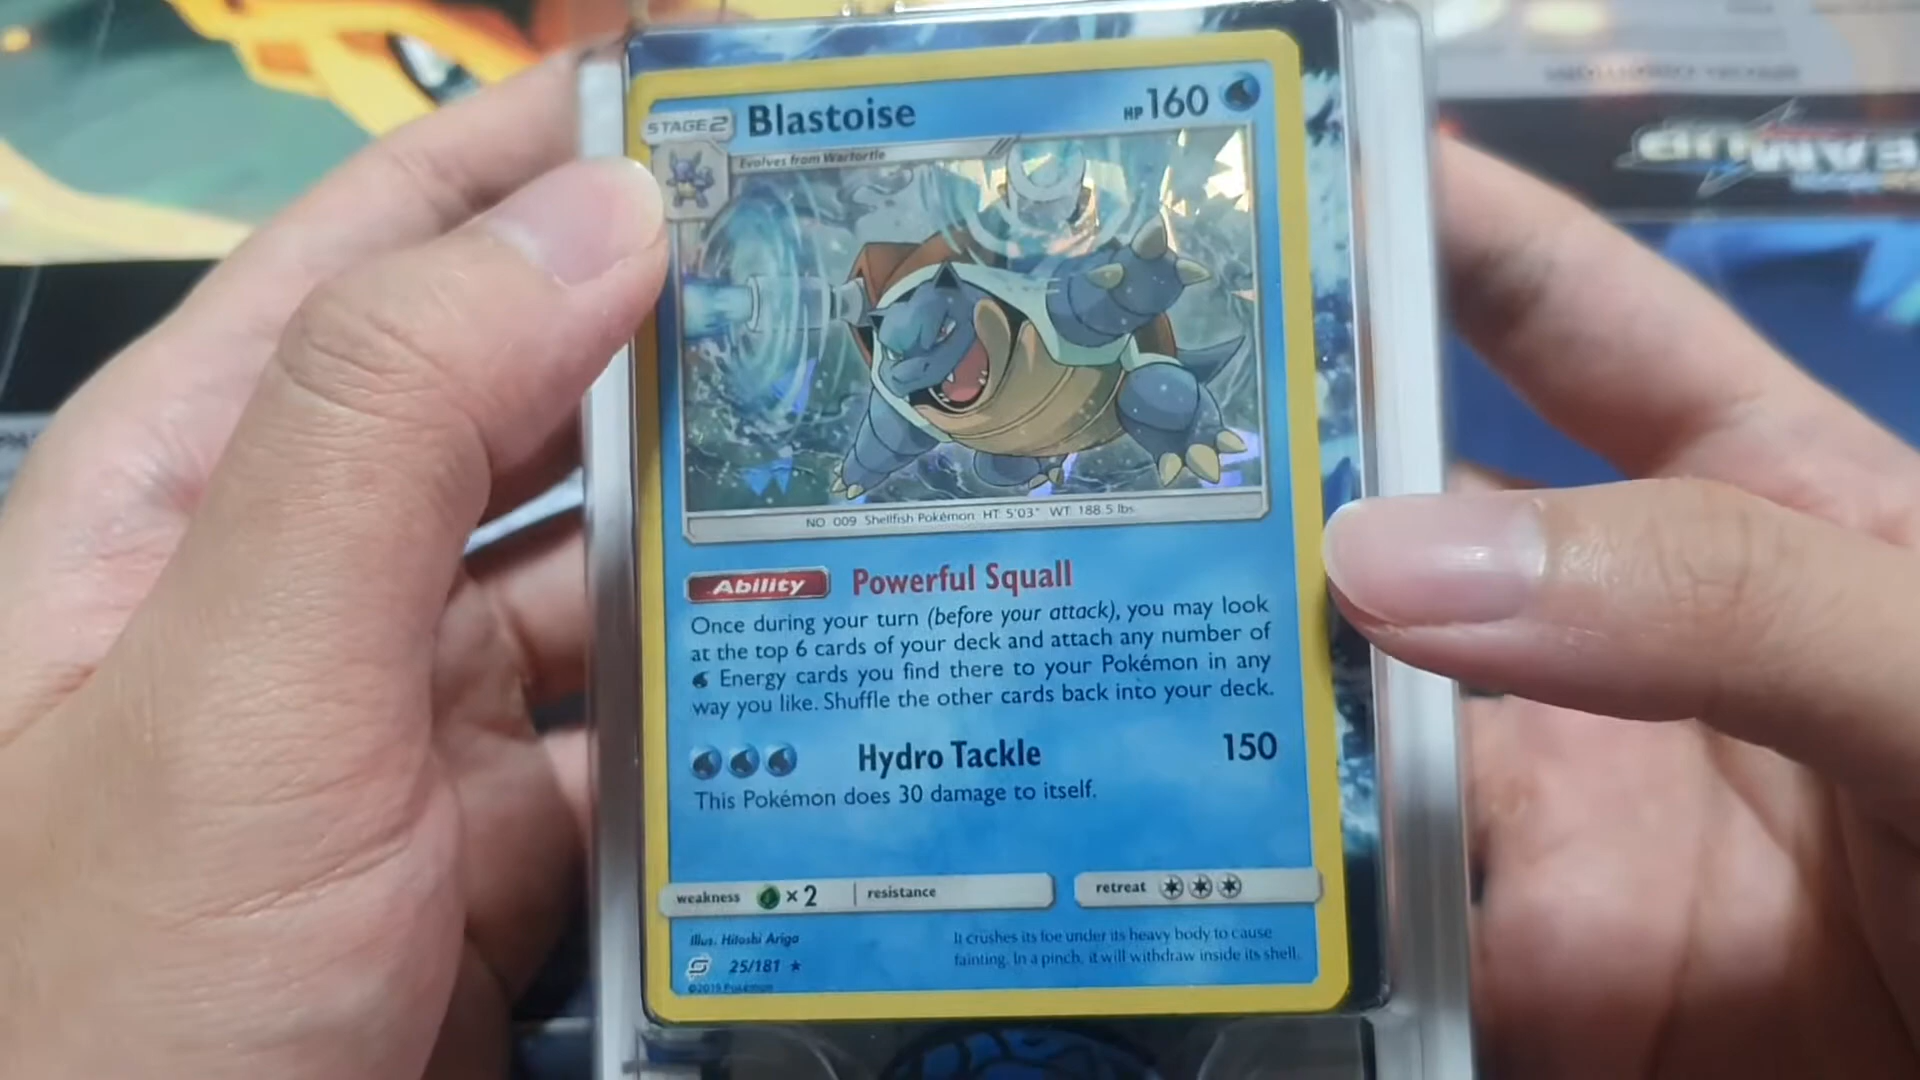 STAGE2 Blastoise HP 160
Evolves from Wartortle
NO. 009 Shellfish Pokémon HT: 5'03" WT: 188.5 lbs.
Ability Powerful Squall
Once during your turn (before your attack), you may look
at the top 6 cards of your deck and attach any number of
Energy cards you find there to your Pokémon in any
way you like. Shuffle the other cards back into your deck.
Hydro Tackle 150
This Pokémon does 30 damage to itself.
weakness ×2 resistance retreat
Illus. Hitoshi Ariga
It crushes its foe under its heavy body to cause
fainting. In a pinch, it will withdraw inside its shell.
25/181
©2019 Pokémon